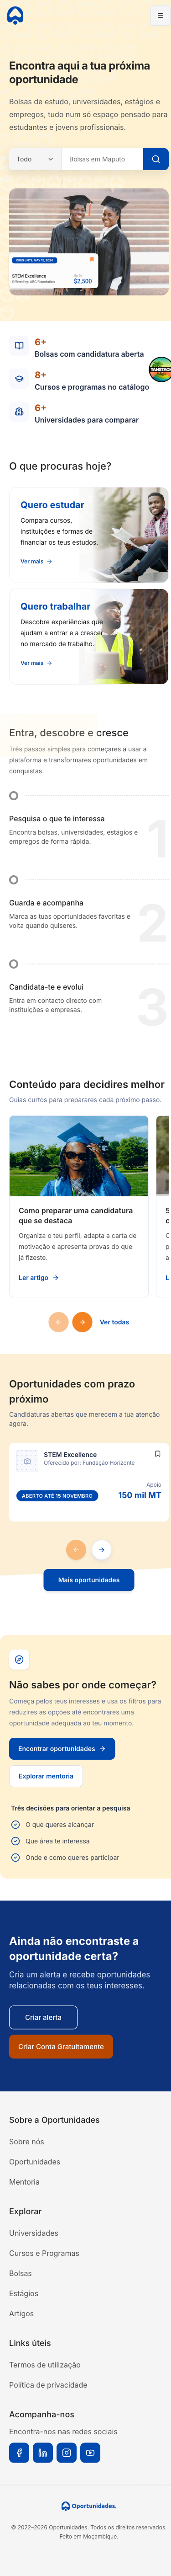 Encontra aqui a tua próxima
oportunidade
Bolsas de estudo, universidades, estágios e
empregos, tudo num só espaço pensado para
estudantes e jovens profissionais.
Todo
Bolsas em Maputo
STEM Excellence
$2,500
6+
Bolsas com candidatura aberta
8+
Cursos e programas no catálogo
6+
Universidades para comparar
O que procuras hoje?
Quero estudar
Compara cursos,
instituições e formas de
financiar os teus estudos.
Ver mais
Quero trabalhar
Descobre experiências que
ajudam a entrar e a crescer
no mercado de trabalho.
Ver mais
Entra, descobre e cresce
Três passos simples para começares a usar a
plataforma e transformares oportunidades em
conquistas.
Pesquisa o que te interessa
Encontra bolsas, universidades, estágios e
empregos de forma rápida.
1
Guarda e acompanha
Marca as tuas oportunidades favoritas e
volta quando quiseres.
2
Candidata-te e evolui
Entra em contacto directo com
instituições e empresas.
3
Conteúdo para decidires melhor
Guias curtos para preparares cada próximo passo.
Como preparar uma candidatura
que se destaca
Organiza o teu perfil, adapta a carta de
motivação e apresenta provas do que
já fizeste.
Ler artigo
Ver todas
Oportunidades com prazo
próximo
Candidaturas abertas que merecem a tua atenção
agora.
STEM Excellence
Oferecido por: Fundação Horizonte
ABERTO ATÉ 15 NOVEMBRO
Apoio
150 mil MT
Mais oportunidades
Não sabes por onde começar?
Começa pelos teus interesses e usa os filtros para
reduzires as opções até encontrares uma
oportunidade adequada ao teu momento.
Encontrar oportunidades
Explorar mentoria
Três decisões para orientar a pesquisa
O que queres alcançar
Que área te interessa
Onde e como queres participar
Ainda não encontraste a
oportunidade certa?
Cria um alerta e recebe oportunidades
relacionadas com os teus interesses.
Criar alerta
Criar Conta Gratuitamente
Sobre a Oportunidades
Sobre nós
Oportunidades
Mentoria
Explorar
Universidades
Cursos e Programas
Bolsas
Estágios
Artigos
Links úteis
Termos de utilização
Política de privacidade
Acompanha-nos
Encontra-nos nas redes sociais
Oportunidades.
© 2022–2026 Oportunidades. Todos os direitos reservados.
Feito em Moçambique.